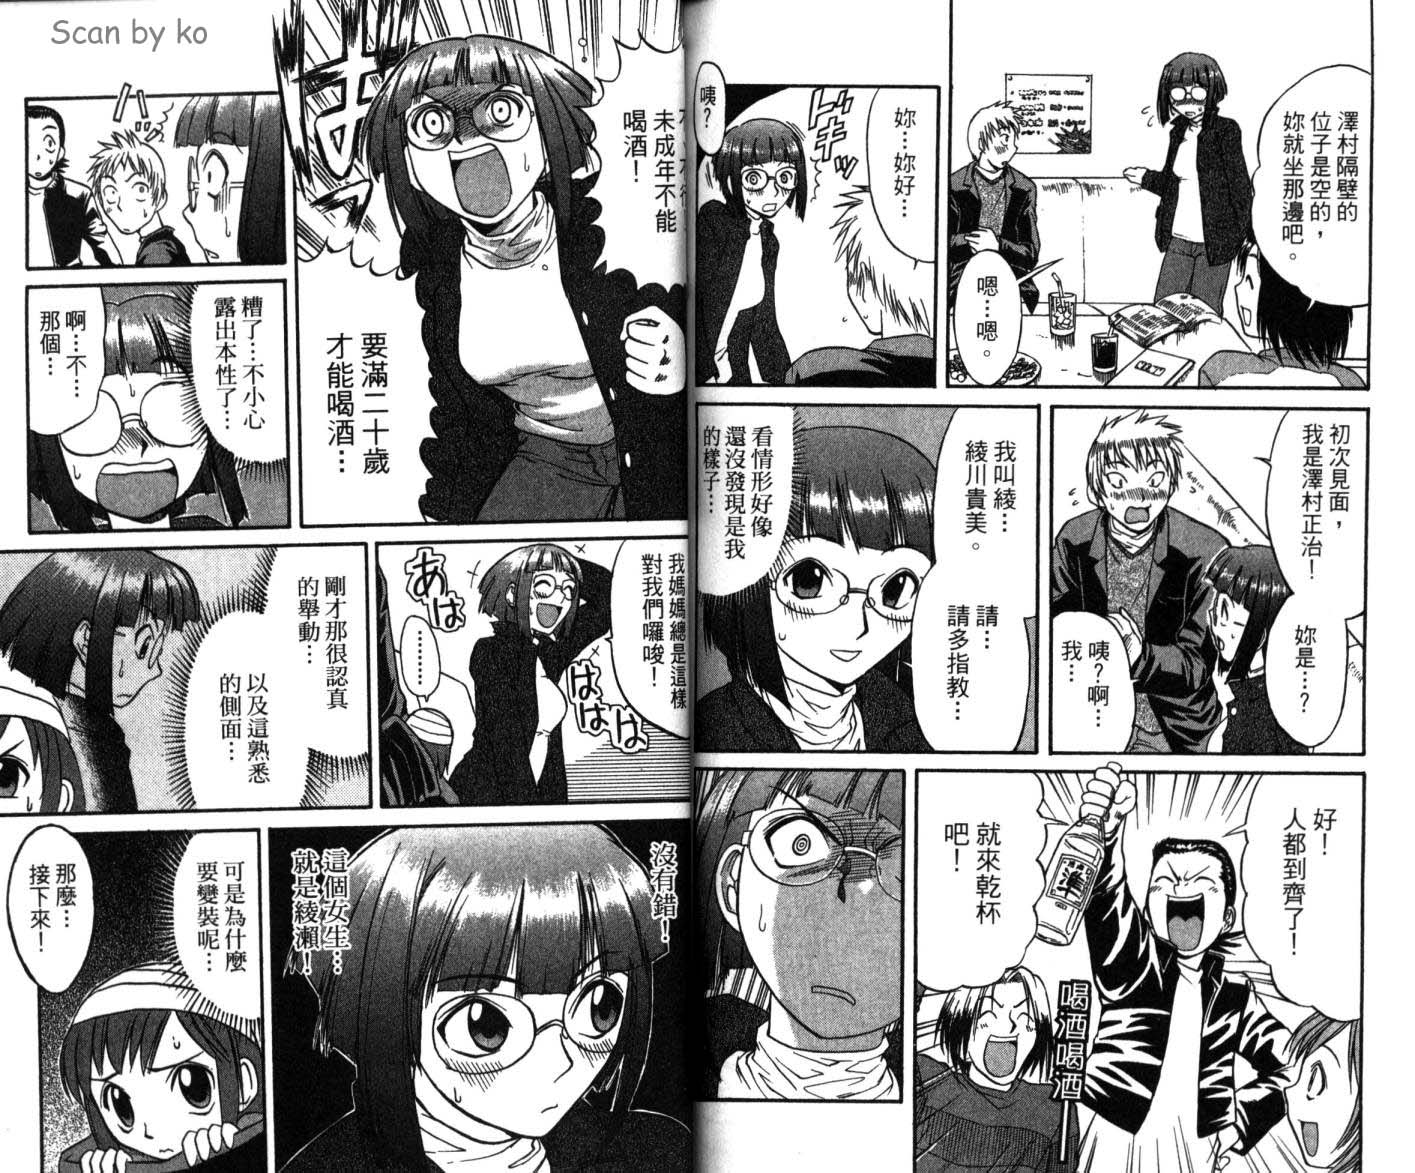 Scan by ko
澤村隔壁的
位子是空的，
妳就坐那邊吧。
嗯…嗯。
妳…妳好…
ドキ
咦？
初次見面，
我是澤村正治！
妳是…？
咦？啊…
我…
我叫綾…
綾川貴美。
請…
請多指教…
看情形好像
還沒發現是我
的樣子…
好！
人都到齊了！
就來乾杯
吧！
喝酒喝酒
未成年不能
喝酒！
要滿二十歲
才能喝酒…
糟了…不小心
露出本性了…
啊…不…
那個…
我媽媽總是這樣
對我們囉唆！
あはは
はは
………
剛才那很認真
的舉動…
以及這熟悉
的側面…
沒有錯！
這個女生…
就是綾瀨！
可是為什麼
要變裝呢…
那麼…
接下來！